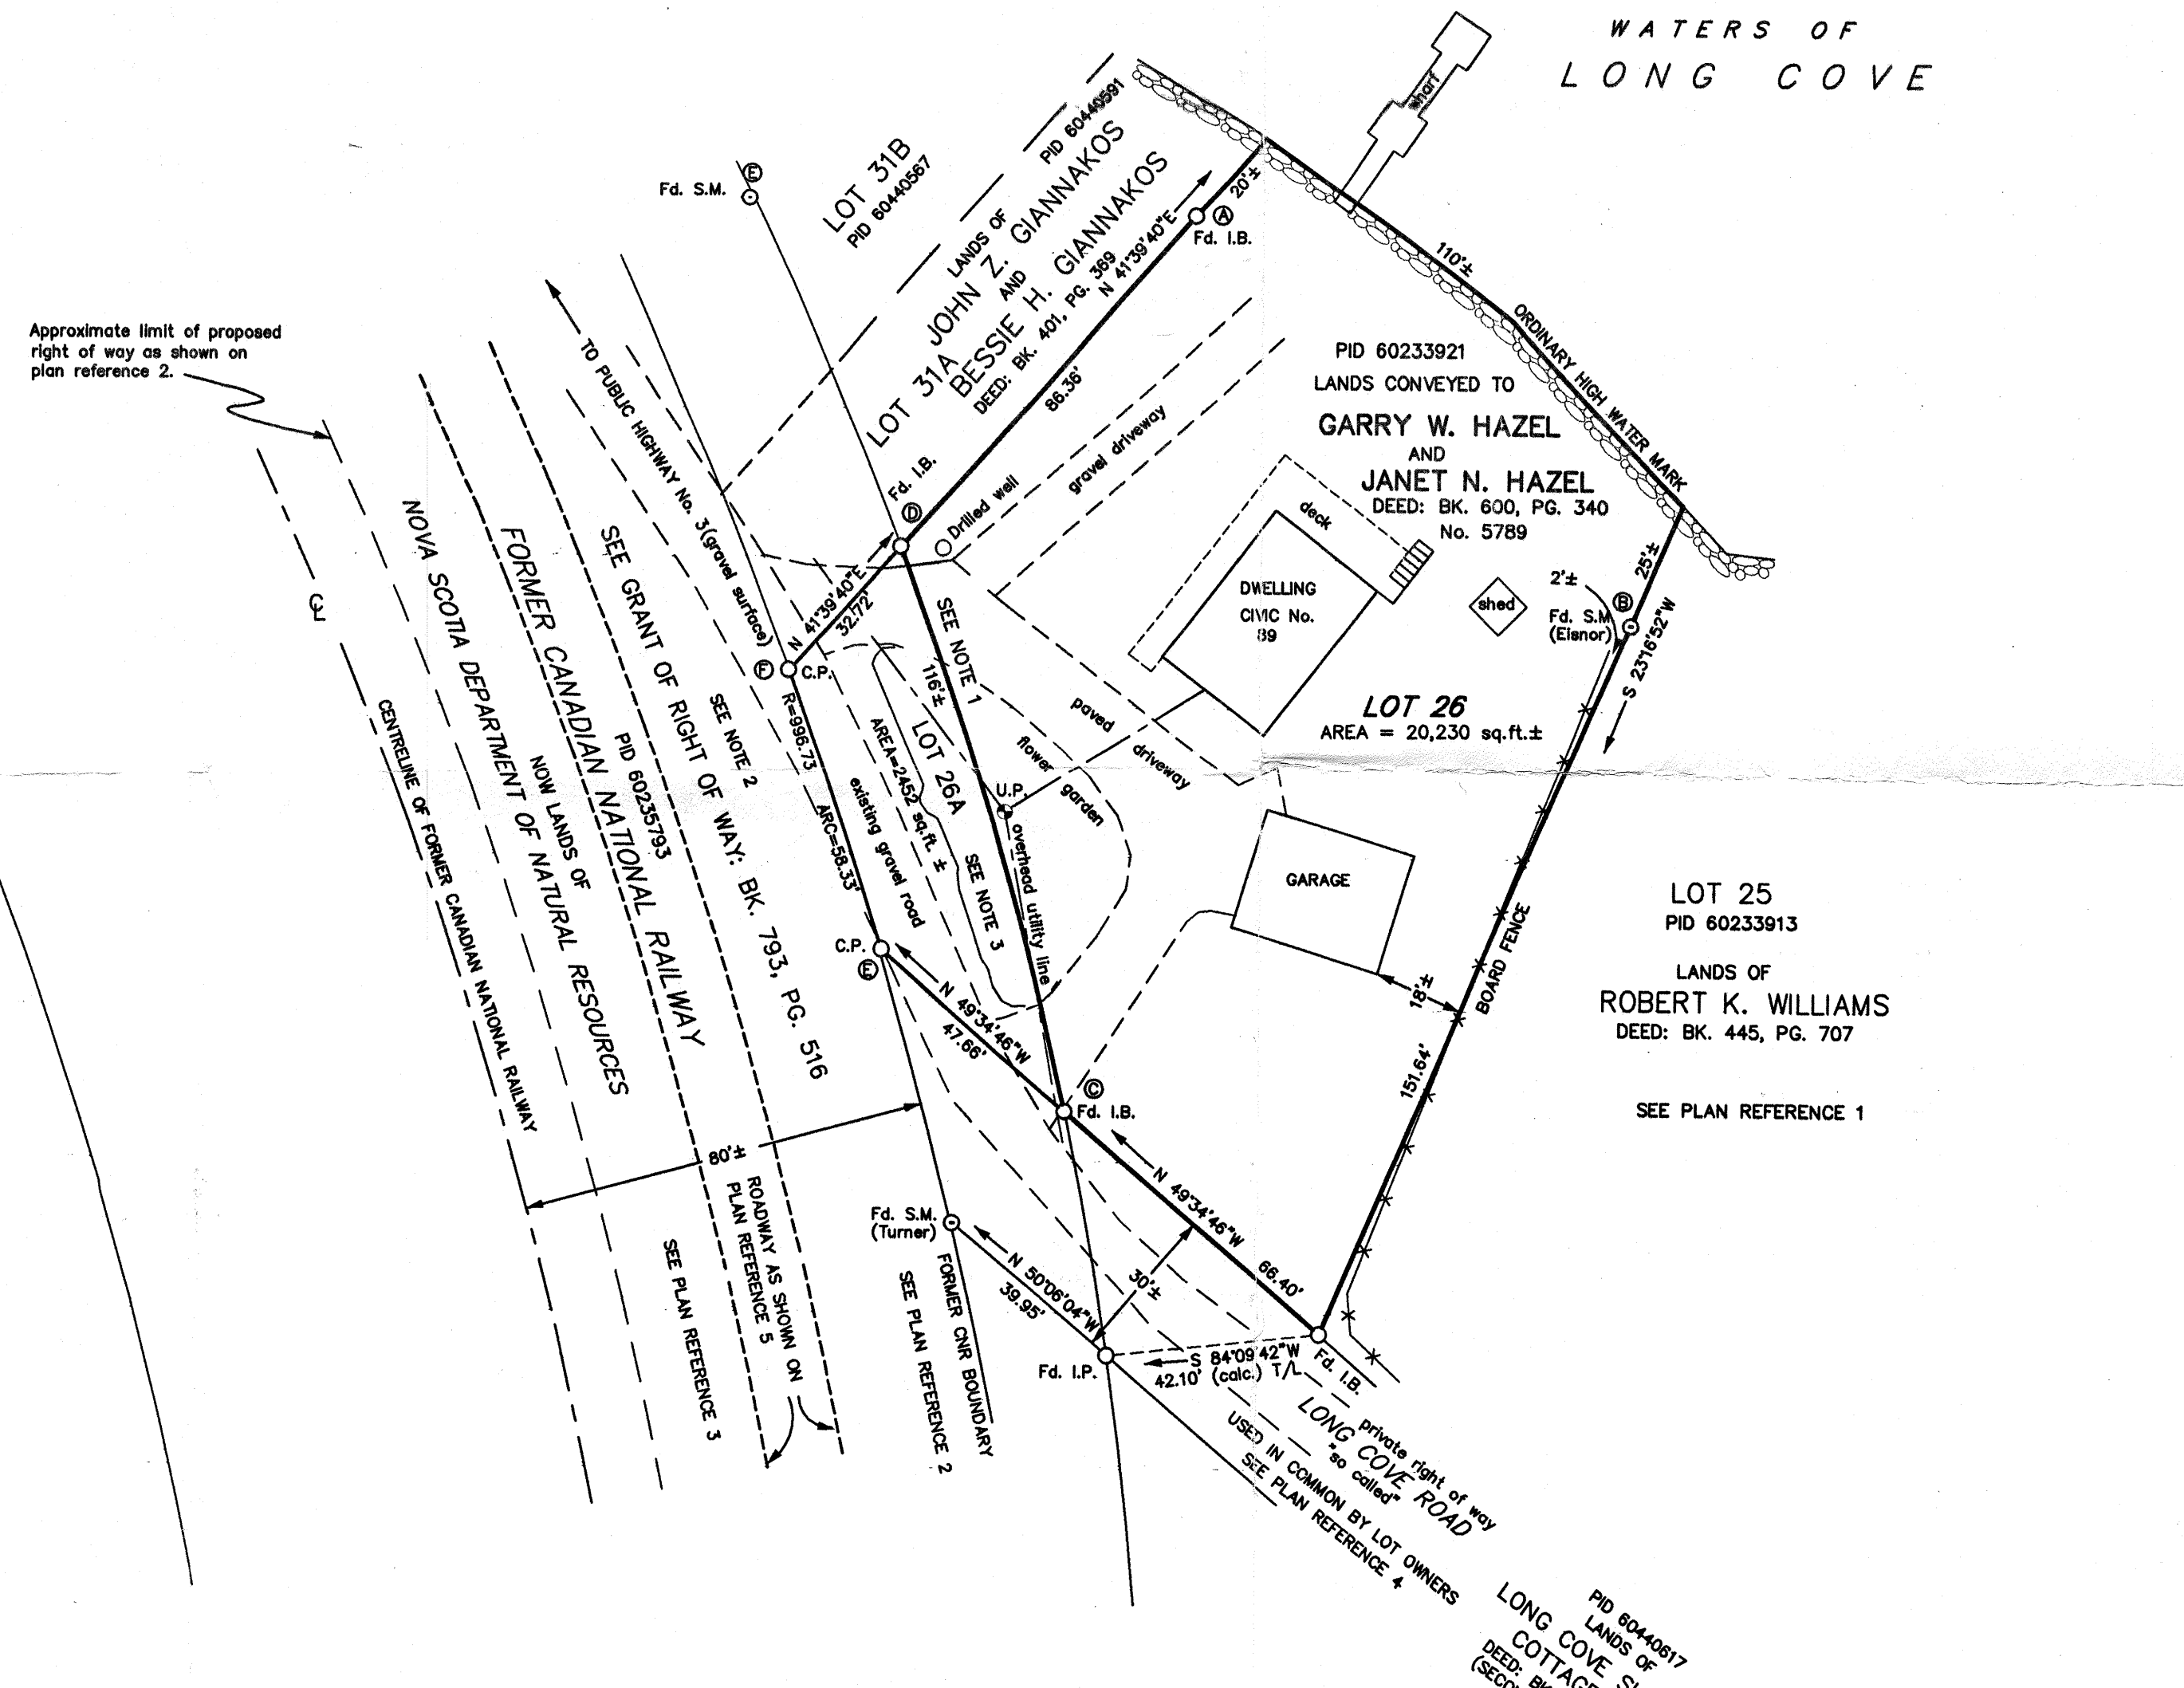 WATERS OF
LONG COVE
wharf
Fd. S.M.
E
LOT 31B
PID 60440567
PID 60440591
LANDS OF
LOT 31A JOHN Z. GIANNAKOS
AND
BESSIE H. GIANNAKOS
DEED: BK. 401, PG. 369
N 41°39'40"E
20'±
A
Fd. I.B.
86.36'
110'±
ORDINARY HIGH WATER MARK
Approximate limit of proposed
right of way as shown on
plan reference 2.
TO PUBLIC HIGHWAY No. 3(gravel surface)
PID 60233921
LANDS CONVEYED TO
GARRY W. HAZEL
AND
JANET N. HAZEL
DEED: BK. 600, PG. 340
No. 5789
Fd. I.B.
D
Drilled well
gravel driveway
deck
DWELLING
CIVIC No.
shed
2'±
25'±
B
Fd. S.M.
(Eisnor)
S 23°16'52"W
N 41°39'40"E
32.72'
F
C.P.
SEE NOTE 1
116'±
LOT 26
AREA = 20,230 sq.ft.±
paved driveway
flower garden
U.P.
overhead utility line
LOT 26A
AREA=2452 sq.ft. ±
SEE NOTE 3
existing gravel road
R=996.73
ARC=58.33'
C.P.
E
SEE NOTE 2
SEE GRANT OF RIGHT OF WAY: BK. 793, PG. 516
PID 60235793
FORMER CANADIAN NATIONAL RAILWAY
NOW LANDS OF
NOVA SCOTIA DEPARTMENT OF NATURAL RESOURCES
CL
CENTRELINE OF FORMER CANADIAN NATIONAL RAILWAY
GARAGE
18'±
BOARD FENCE
151.64'
LOT 25
PID 60233913
LANDS OF
ROBERT K. WILLIAMS
DEED: BK. 445, PG. 707
SEE PLAN REFERENCE 1
N 49°34'46"W
47.66'
C
Fd. I.B.
80'±
ROADWAY AS SHOWN ON
PLAN REFERENCE 5
SEE PLAN REFERENCE 3
Fd. S.M.
(Turner)
N 50°06'04"W
39.95'
FORMER CNR BOUNDARY
SEE PLAN REFERENCE 2
N 49°34'46"W
66.40'
30'±
Fd. I.P.
S 84°09'42"W
42.10' (calc.) T/L
Fd. I.B.
private right of way
LONG COVE ROAD
"so called"
USED IN COMMON BY LOT OWNERS
SEE PLAN REFERENCE 4
PID 60440617
LANDS OF
LONG COVE
COTTAGE
DEED: BK